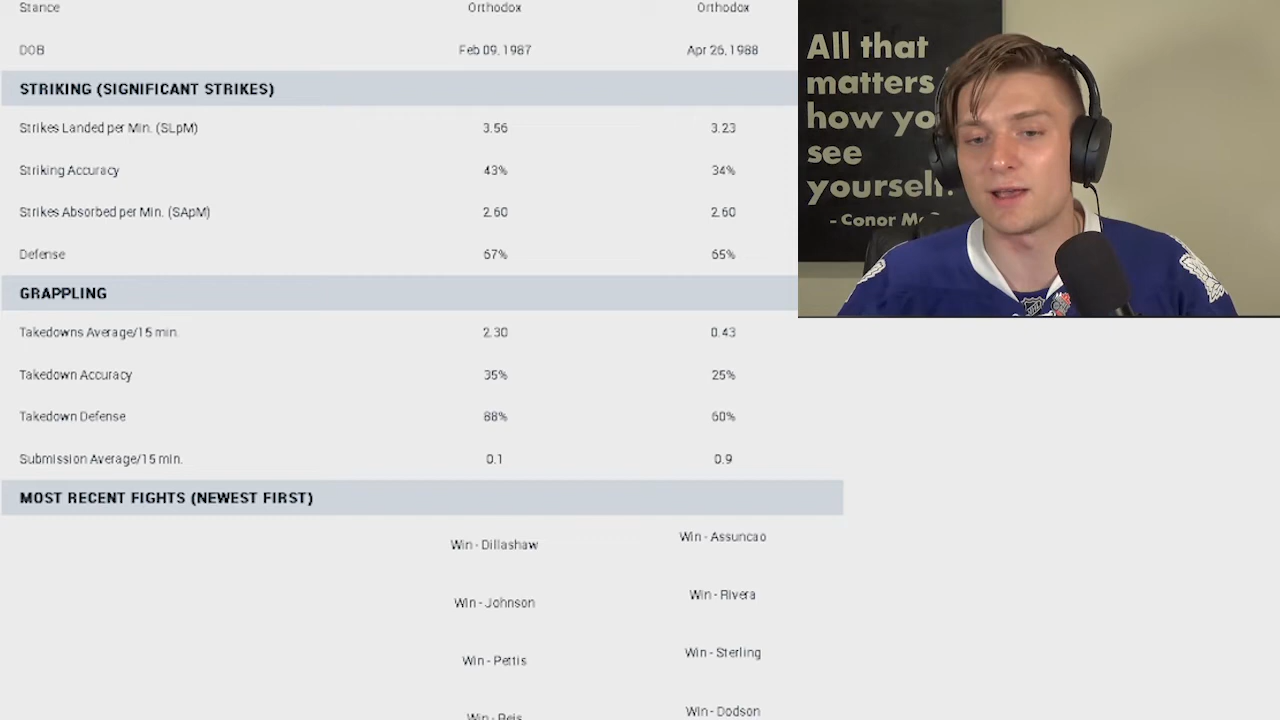 Stance Orthodox Orthodox
DOB Feb 09, 1987 Apr 26, 1988
STRIKING (SIGNIFICANT STRIKES)
Strikes Landed per Min. (SLpM) 3.56 3.23
Striking Accuracy 43% 34%
Strikes Absorbed per Min. (SApM) 2.60 2.60
Defense 67% 65%
GRAPPLING
Takedowns Average/15 min. 2.30 0.43
Takedown Accuracy 35% 25%
Takedown Defense 88% 60%
Submission Average/15 min. 0.1 0.9
MOST RECENT FIGHTS (NEWEST FIRST)
Win - Dillashaw Win - Assuncao
Win - Johnson Win - Rivera
Win - Pettis Win - Sterling
Win - Reis Win - Dodson
All that
matters
how yo
see
yourself.
- Conor Mc
NHL